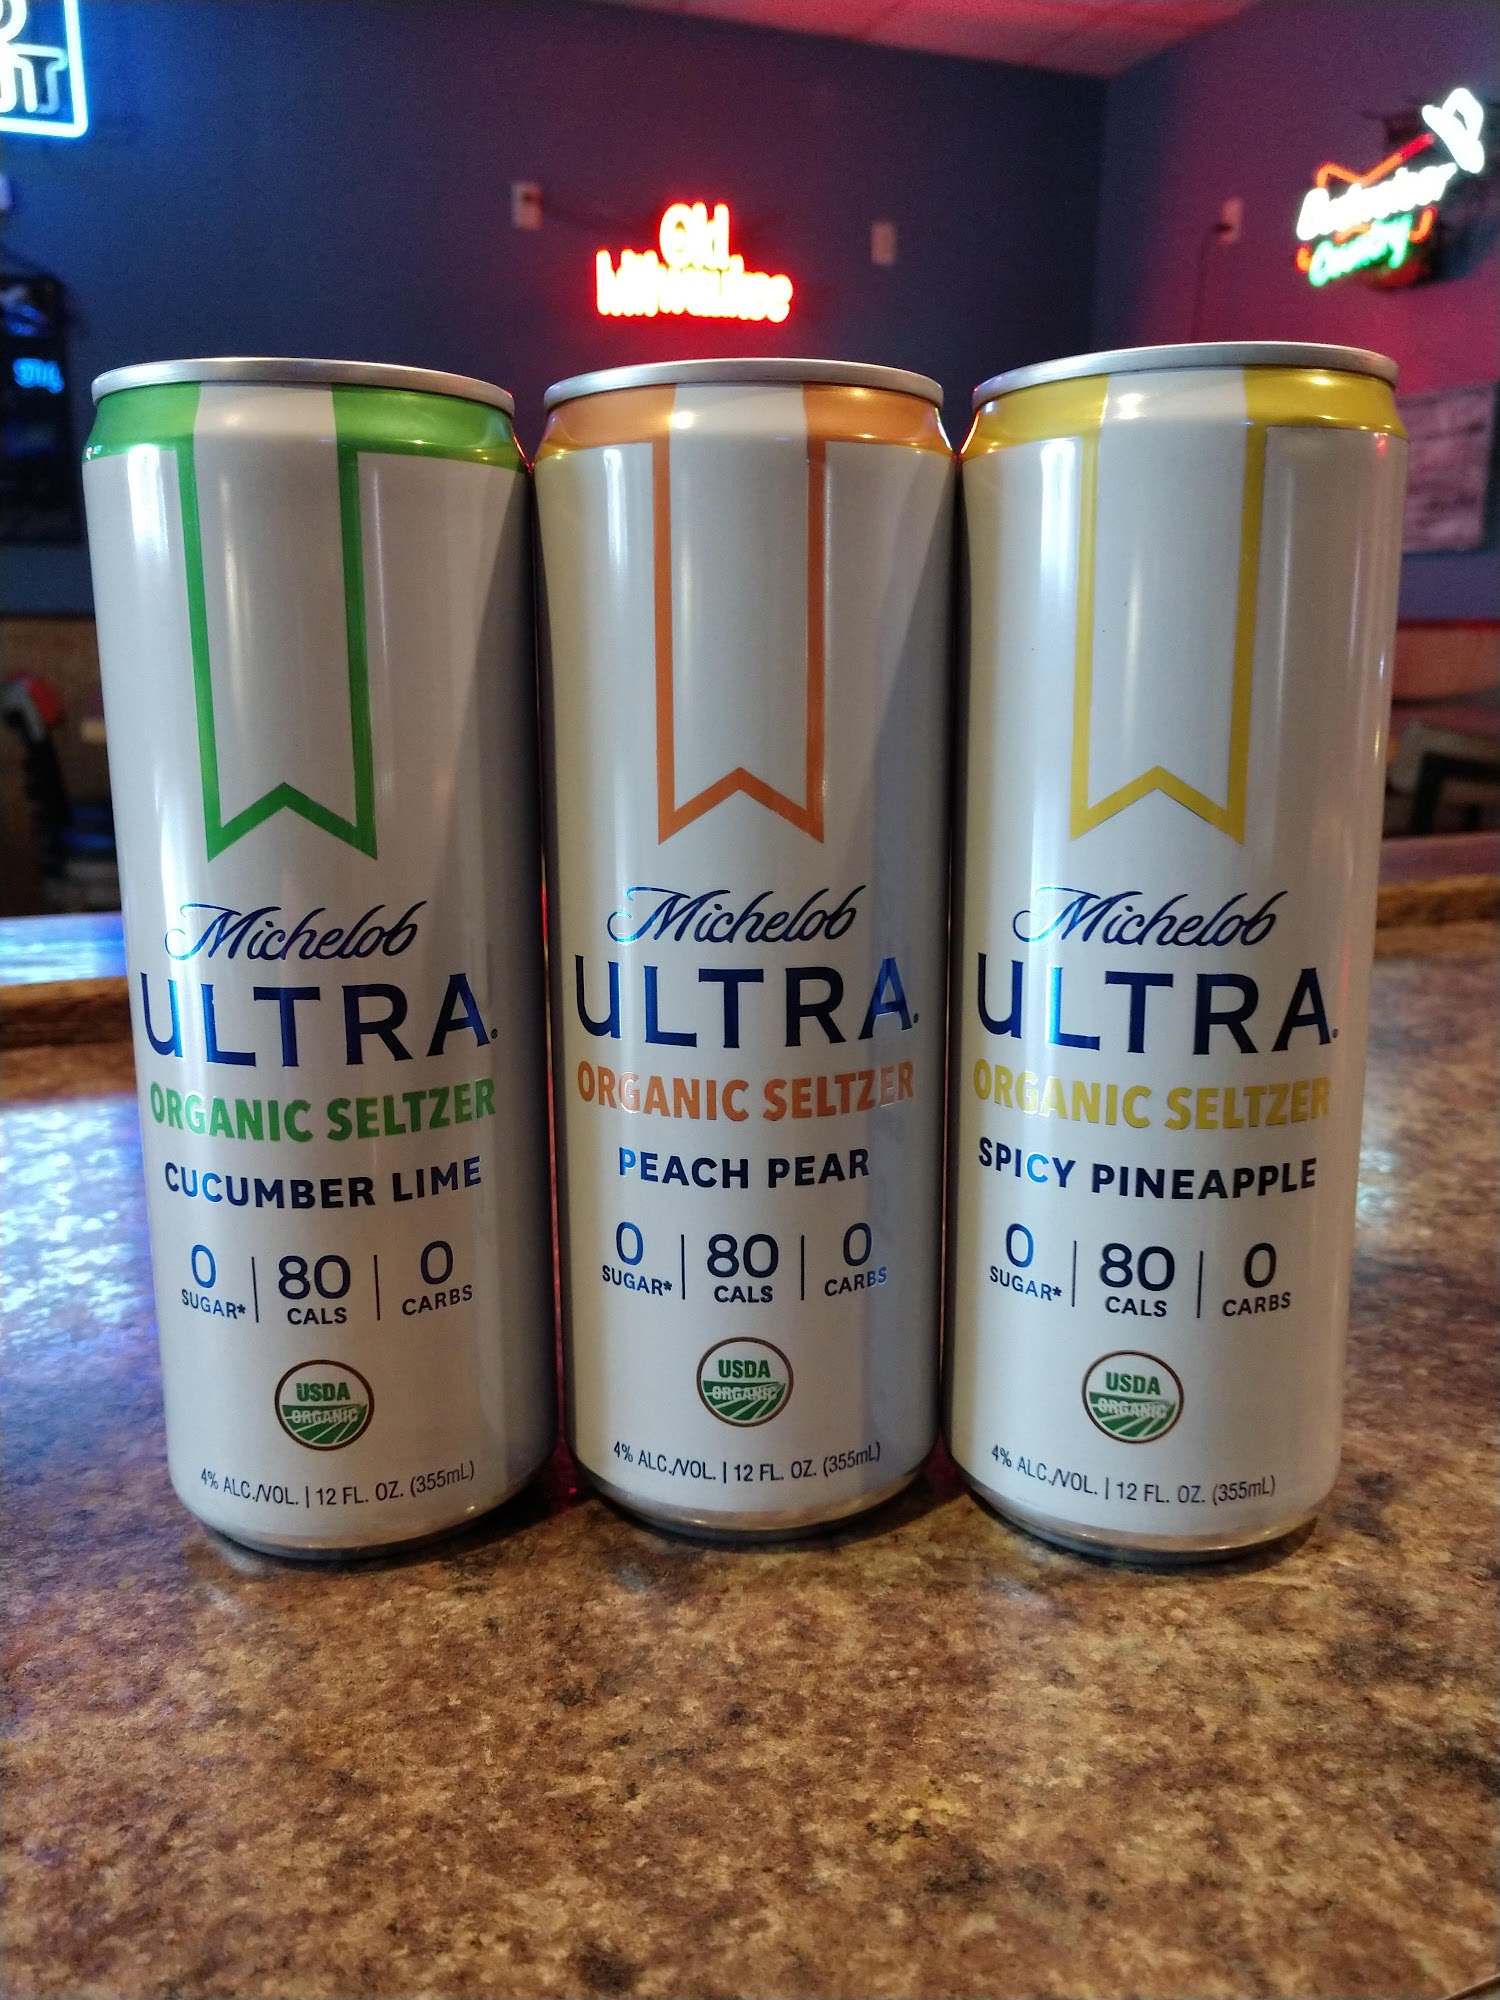 Old
Milwaukee
Budweiser
Country
Michelob
ULTRA®
ORGANIC SELTZER
CUCUMBER LIME
0 | 80 | 0
SUGAR* CALS CARBS
USDA
ORGANIC
4% ALC./VOL. | 12 FL. OZ. (355mL)
Michelob
ULTRA®
ORGANIC SELTZER
PEACH PEAR
0 | 80 | 0
SUGAR* CALS CARBS
USDA
ORGANIC
4% ALC./VOL. | 12 FL. OZ. (355mL)
Michelob
ULTRA®
ORGANIC SELTZER
SPICY PINEAPPLE
0 | 80 | 0
SUGAR* CALS CARBS
USDA
ORGANIC
4% ALC./VOL. | 12 FL. OZ. (355mL)